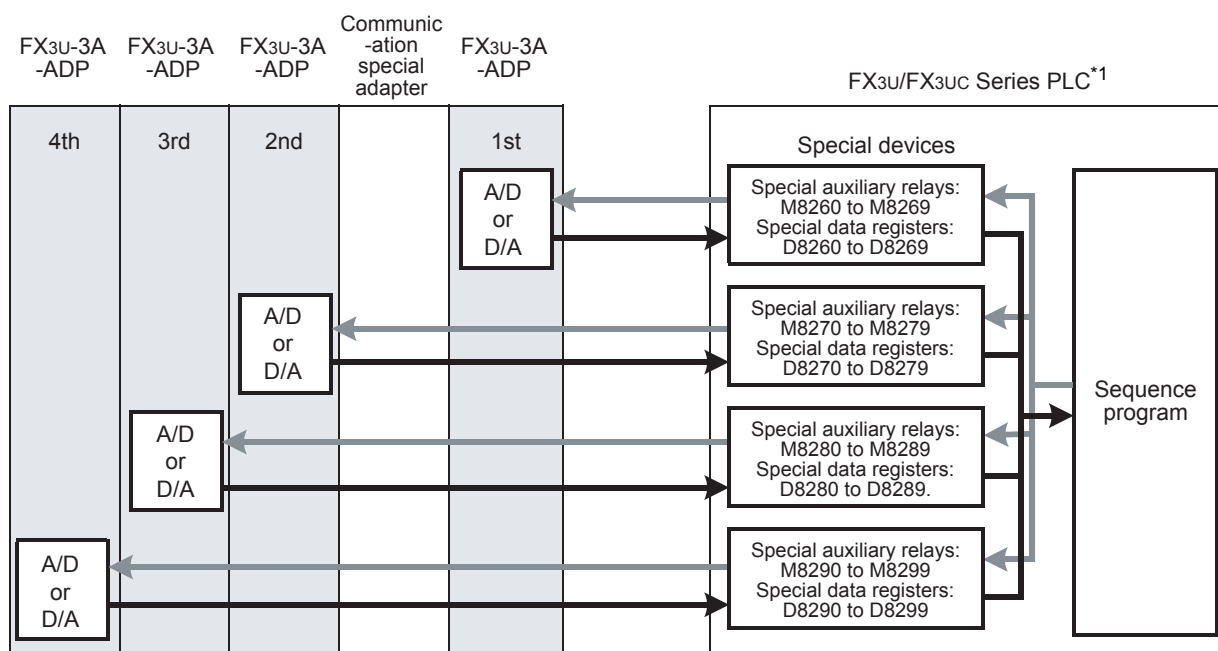 FX3U-3A
-ADP
FX3U-3A
-ADP
FX3U-3A
-ADP
Communic
-ation
special
adapter
FX3U-3A
-ADP
FX3U/FX3UC Series PLC*1
4th
3rd
2nd
1st
Special devices
A/D
or
D/A
Special auxiliary relays:
M8260 to M8269
Special data registers:
D8260 to D8269
A/D
or
D/A
Special auxiliary relays:
M8270 to M8279
Special data registers:
D8270 to D8279
Sequence
program
A/D
or
D/A
Special auxiliary relays:
M8280 to M8289
Special data registers:
D8280 to D8289.
A/D
or
D/A
Special auxiliary relays:
M8290 to M8299
Special data registers:
D8290 to D8299